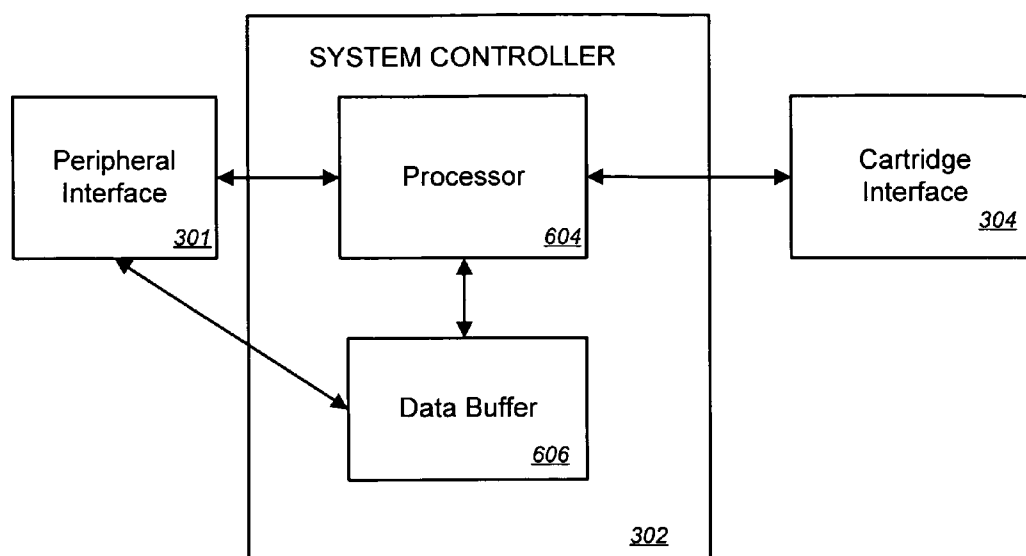 SYSTEM CONTROLLER
Peripheral
Interface
301
Processor
604
Cartridge
Interface
304
Data Buffer
606
302